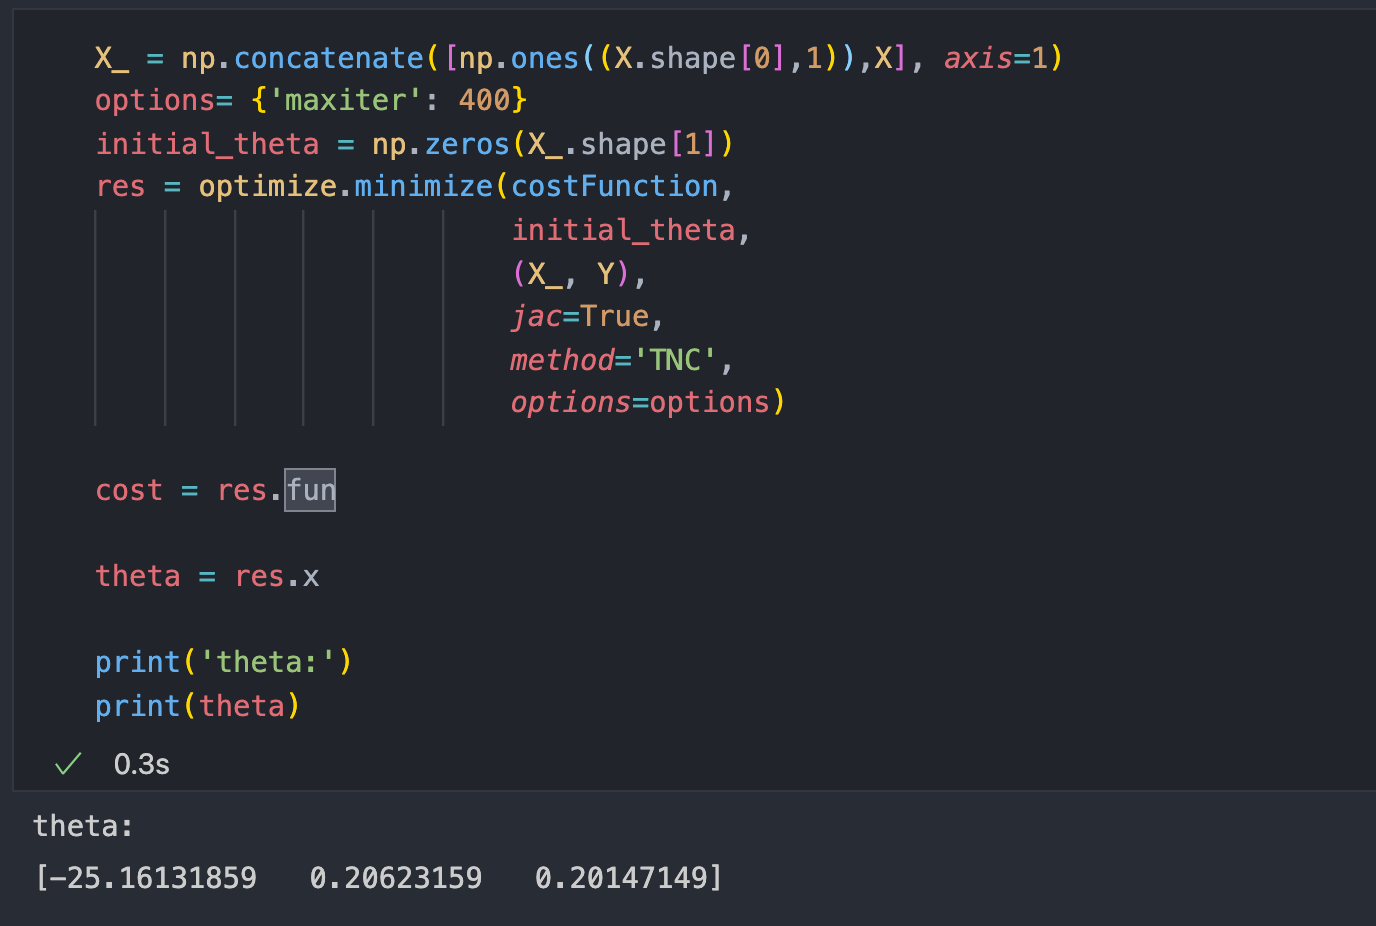 X_ = np.concatenate([np.ones((X.shape[0],1)),X], axis=1)
options= {'maxiter': 400}
initial_theta = np.zeros(X_.shape[1])
res = optimize.minimize(costFunction,
initial_theta,
(X_, Y),
jac=True,
method='TNC',
options=options)
cost = res.fun
theta = res.x
print('theta:')
print(theta)
✓ 0.3s
theta:
[-25.16131859 0.20623159 0.20147149]